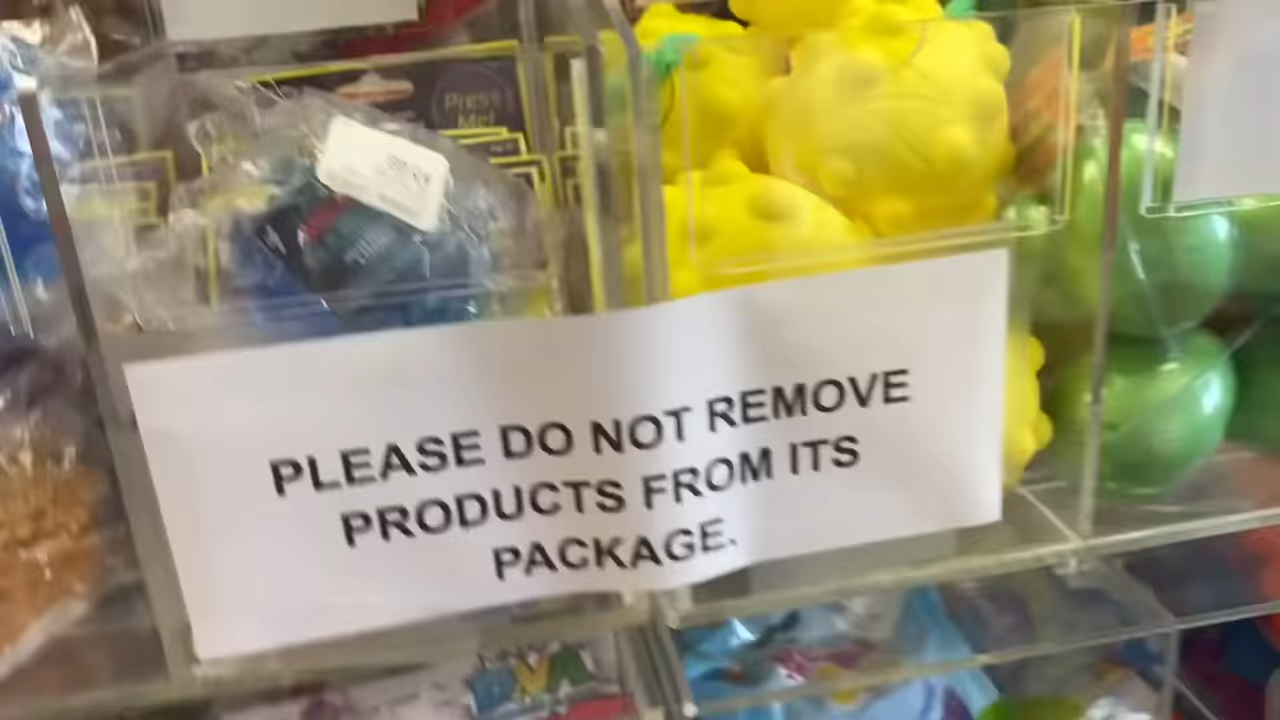 Press
Me!
PLEASE DO NOT REMOVE
PRODUCTS FROM ITS
PACKAGE.